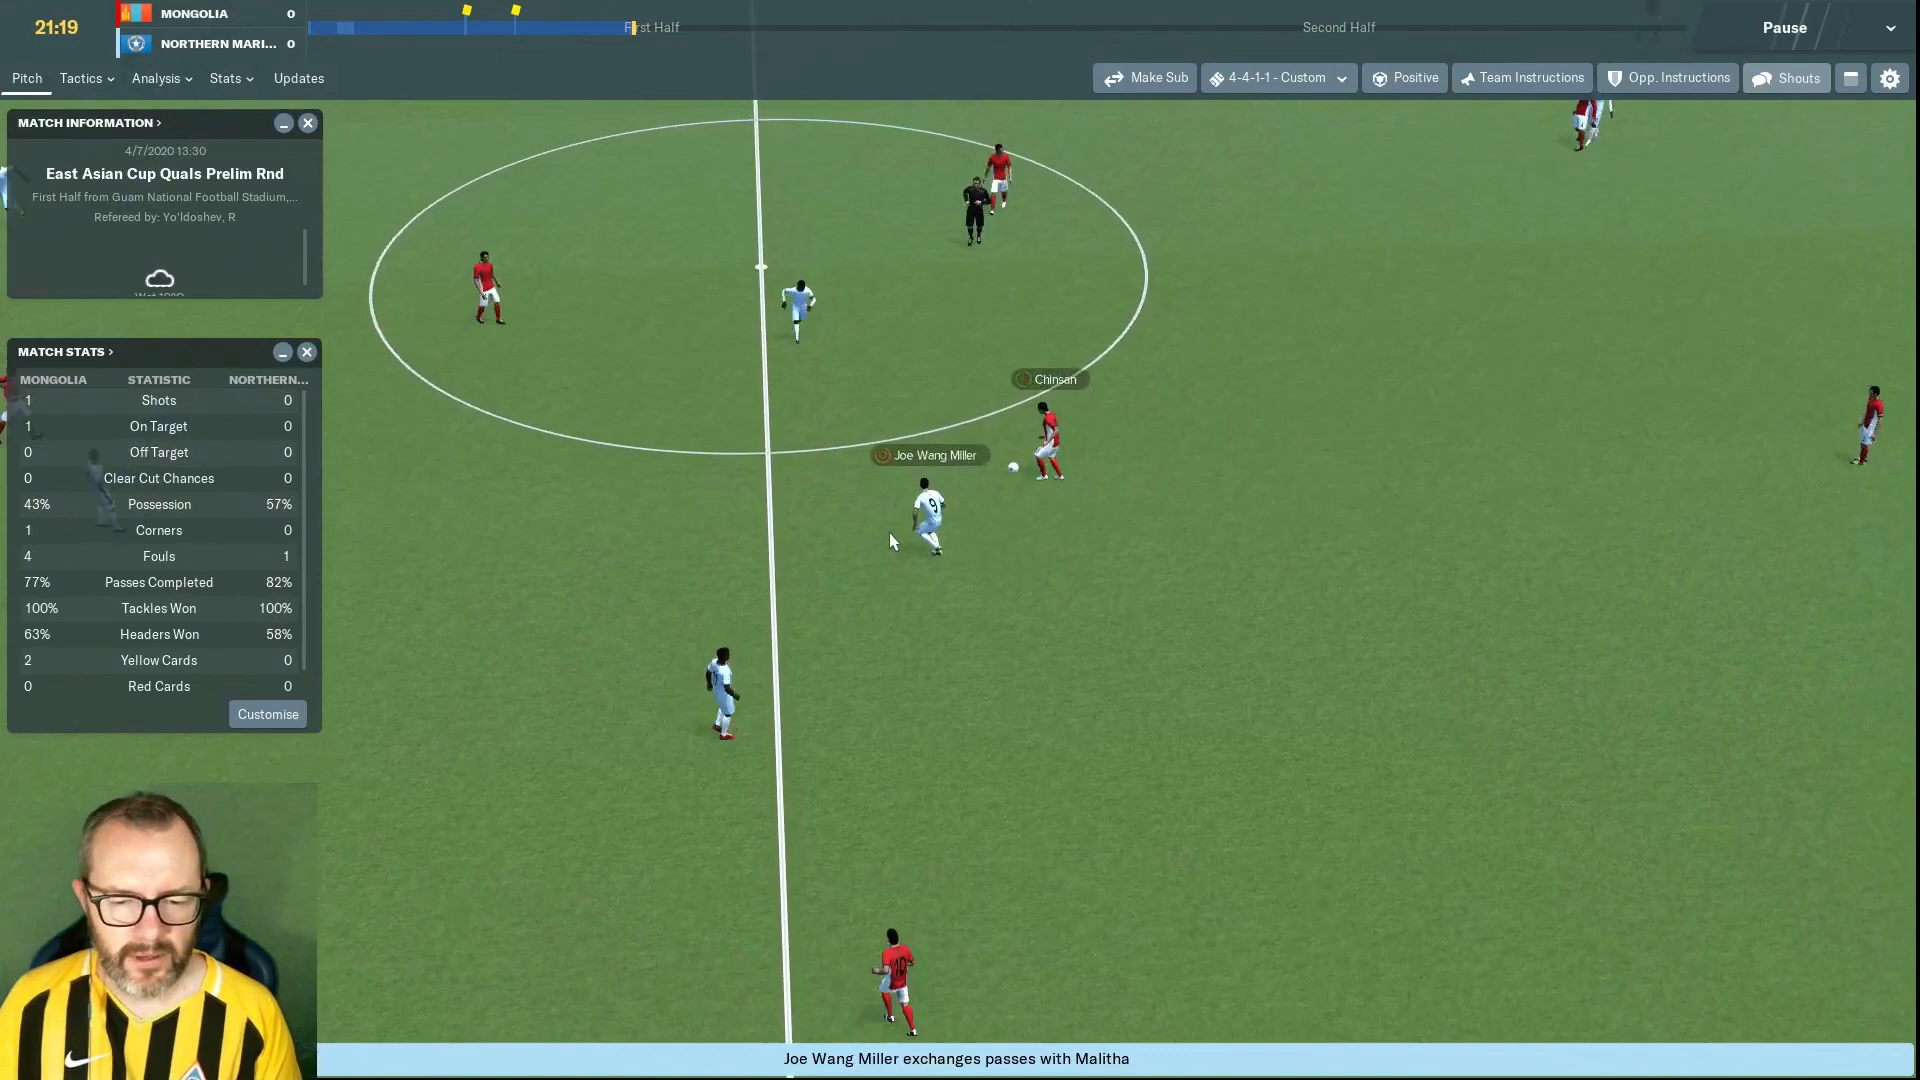 21:19
MONGOLIA 0
NORTHERN MARI... 0
First Half
Second Half
Pause
Pitch
Tactics
Analysis
Stats
Updates
Make Sub
4-4-1-1 - Custom
Positive
Team Instructions
Opp. Instructions
Shouts
MATCH INFORMATION >
4/7/2020 13:30
East Asian Cup Quals Prelim Rnd
First Half from Guam National Football Stadium,...
Refereed by: Yo'ldoshev, R
MATCH STATS >
MONGOLIA STATISTIC NORTHERN...
1 Shots 0
1 On Target 0
0 Off Target 0
0 Clear Cut Chances 0
43% Possession 57%
1 Corners 0
4 Fouls 1
77% Passes Completed 82%
100% Tackles Won 100%
63% Headers Won 58%
2 Yellow Cards 0
0 Red Cards 0
Customise
Chinsan
Joe Wang Miller
9
10
Joe Wang Miller exchanges passes with Malitha